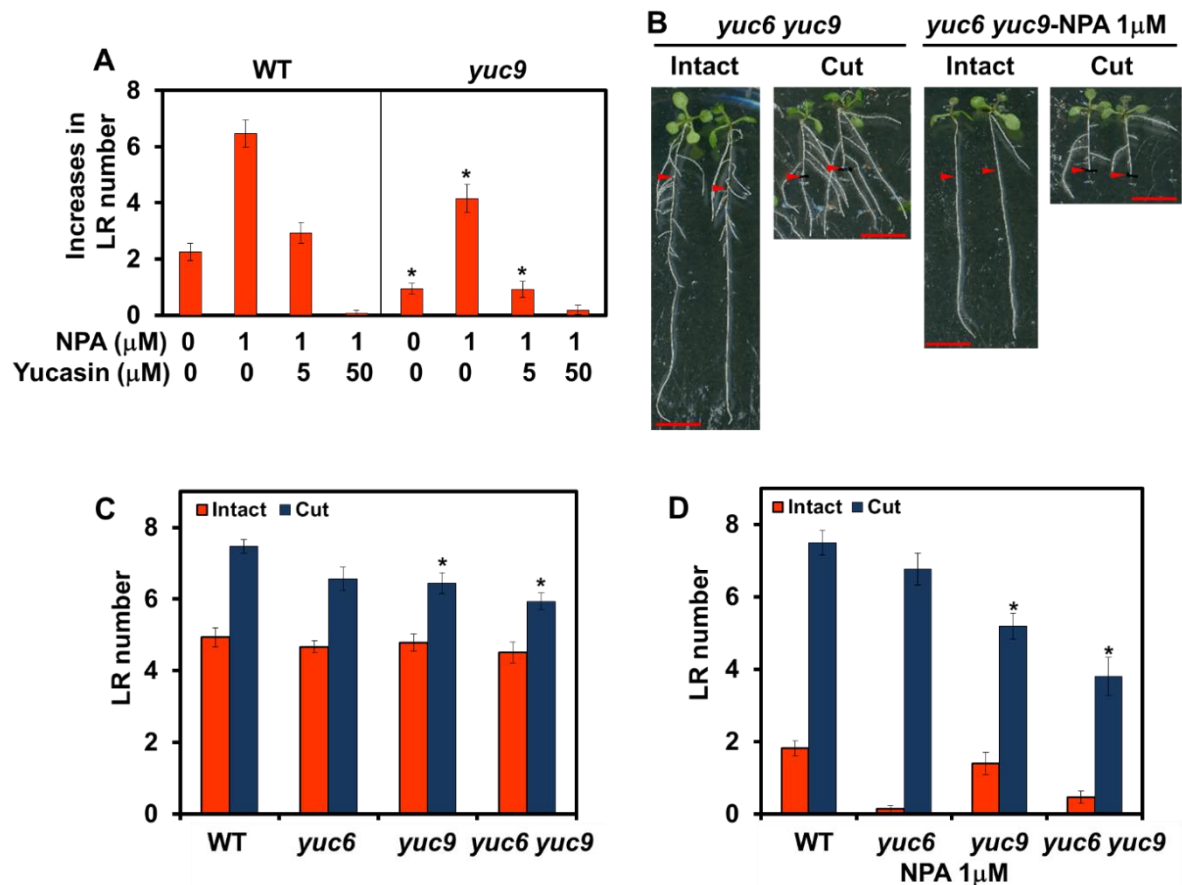 A
WT
yuc9
Increases in
LR number
8
6
4
2
0
*
*
*
NPA (μM) 0 1 1 1 0 1 1 1
Yucasin (μM) 0 0 5 50 0 0 5 50
B
yuc6 yuc9
yuc6 yuc9-NPA 1μM
Intact Cut Intact Cut
C
Intact Cut
LR number
8
6
4
2
0
*
*
WT yuc6 yuc9 yuc6 yuc9
D
Intact Cut
LR number
8
6
4
2
0
*
*
WT yuc6 yuc9 yuc6 yuc9
NPA 1μM